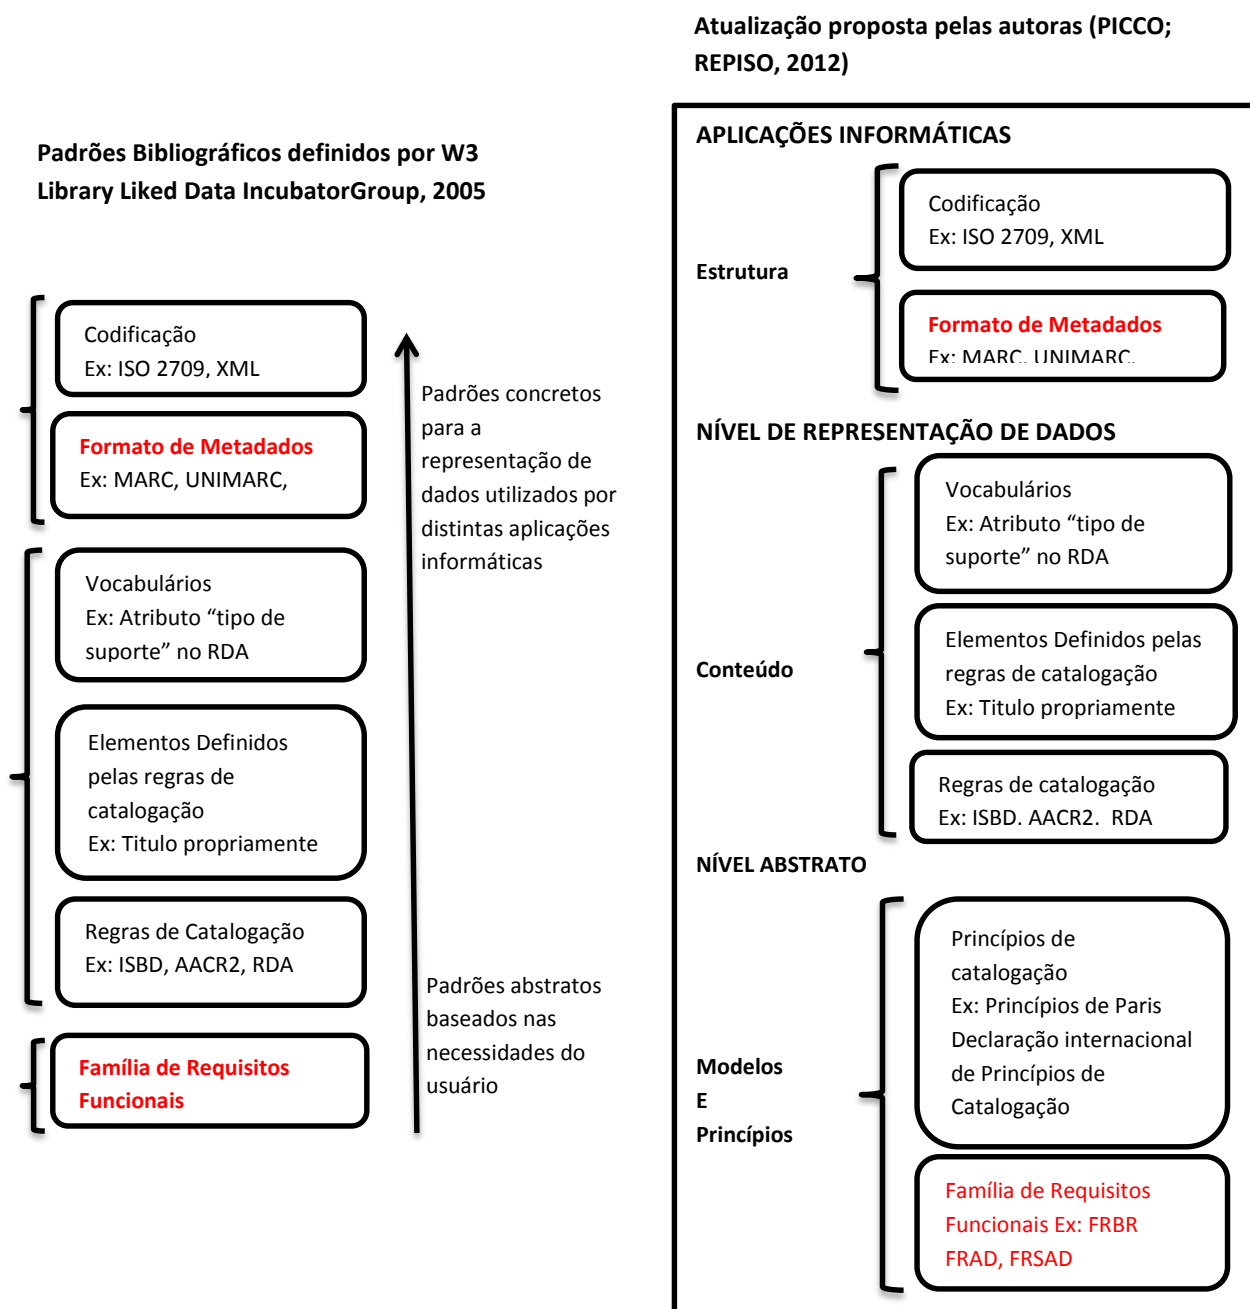 Padrões Bibliográficos definidos por W3
Library Liked Data IncubatorGroup, 2005
Codificação
Ex: ISO 2709, XML
Formato de Metadados
Ex: MARC, UNIMARC,
Vocabulários
Ex: Atributo “tipo de
suporte” no RDA
Elementos Definidos
pelas regras de
catalogação
Ex: Titulo propriamente
Regras de Catalogação
Ex: ISBD, AACR2, RDA
Família de Requisitos
Funcionais
Padrões concretos
para a
representação de
dados utilizados por
distintas aplicações
informáticas
Padrões abstratos
baseados nas
necessidades do
usuário
Atualização proposta pelas autoras (PICCO;
REPISO, 2012)
APLICAÇÕES INFORMÁTICAS
Estrutura
Codificação
Ex: ISO 2709, XML
Formato de Metadados
Ex: MARC, UNIMARC,
NÍVEL DE REPRESENTAÇÃO DE DADOS
Conteúdo
Vocabulários
Ex: Atributo “tipo de
suporte” no RDA
Elementos Definidos pelas
regras de catalogação
Ex: Titulo propriamente
Regras de catalogação
Ex: ISBD. AACR2. RDA
NÍVEL ABSTRATO
Modelos
E
Princípios
Princípios de
catalogação
Ex: Princípios de Paris
Declaração internacional
de Princípios de
Catalogação
Família de Requisitos
Funcionais Ex: FRBR
FRAD, FRSAD